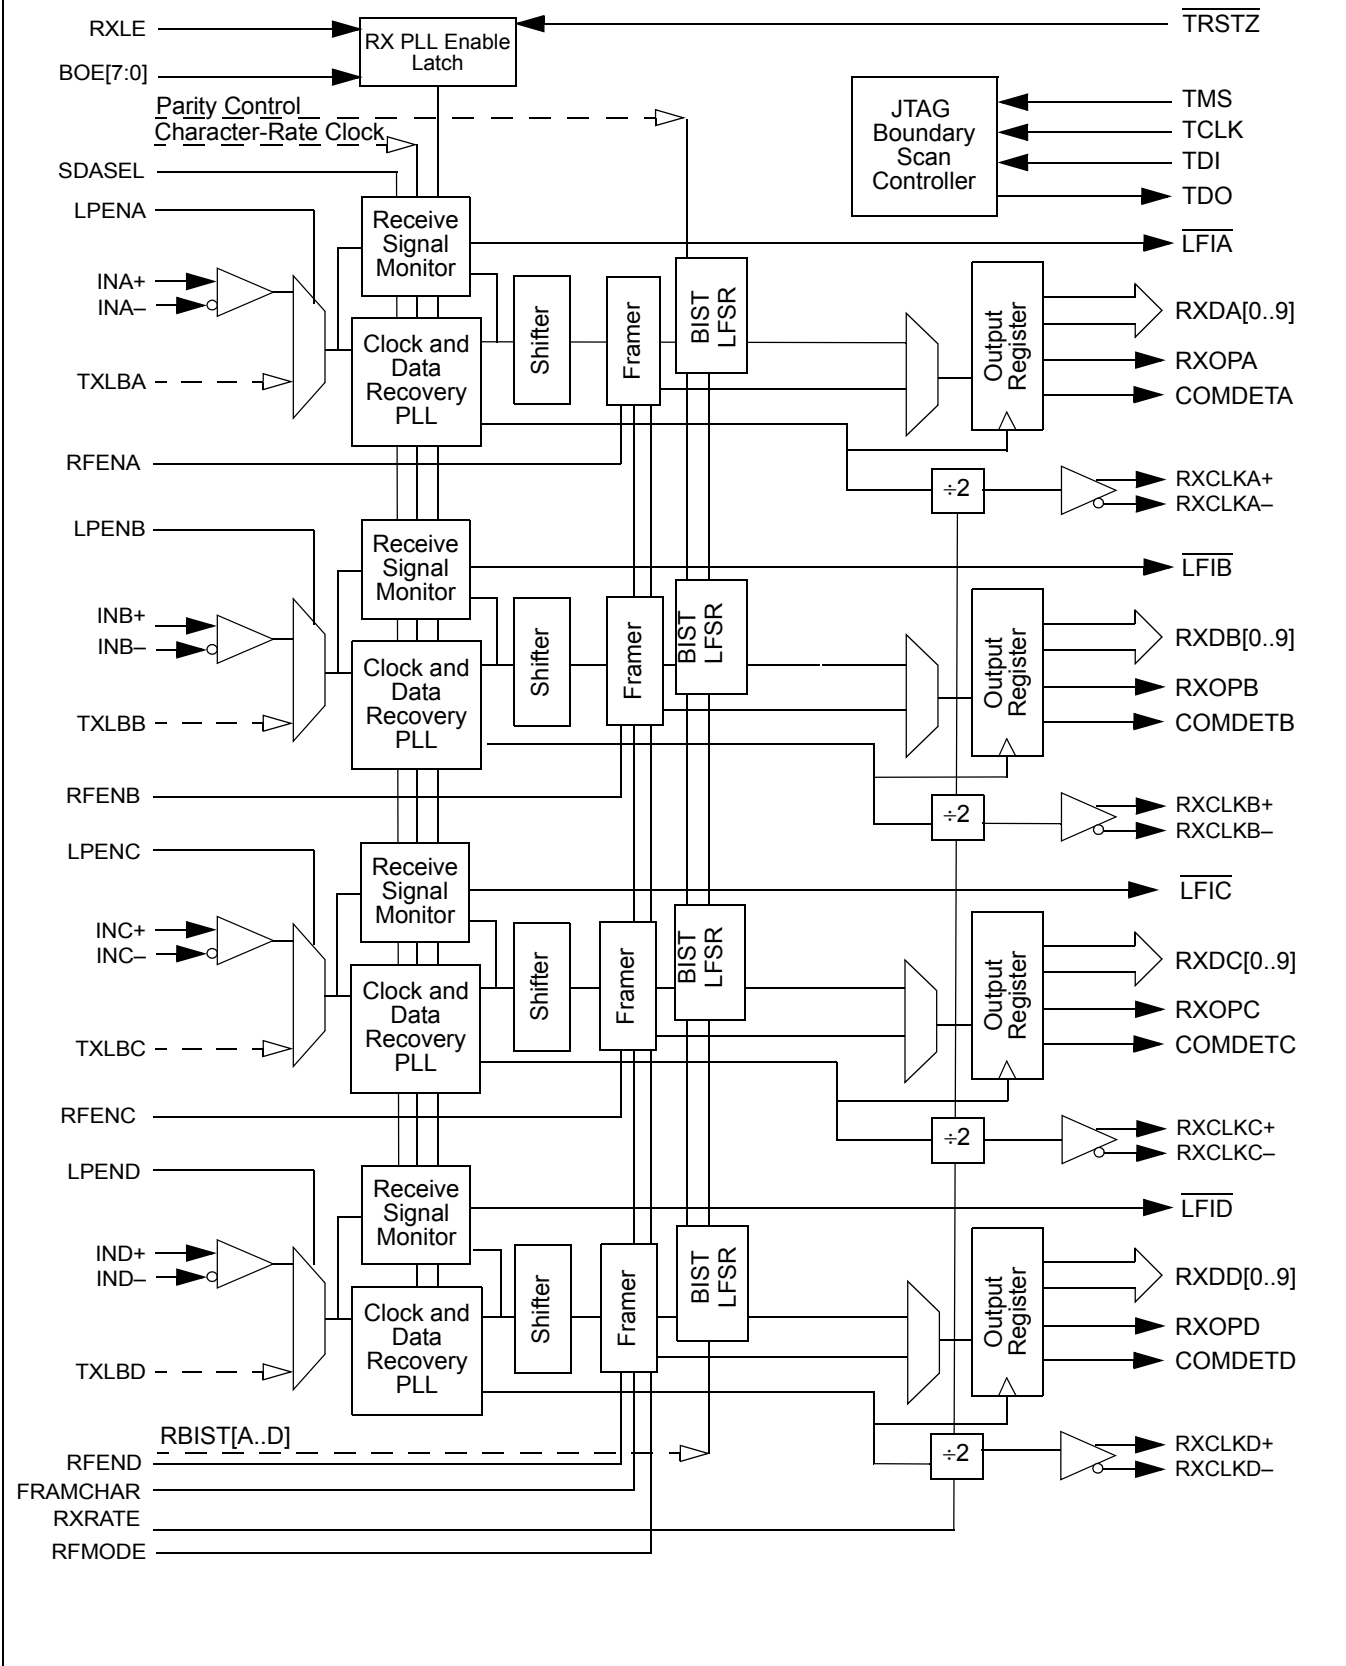 RXLE
BOE[7:0]
RX PLL Enable
Latch
TRSTZ
Parity Control
Character-Rate Clock
JTAG
Boundary
Scan
Controller
TMS
TCLK
TDI
TDO
SDASEL
LPENA
INA+
INA–
TXLBA
RFENA
Receive
Signal
Monitor
Clock and
Data
Recovery
PLL
Shifter
Framer
BIST
LFSR
Output
Register
÷2
LFIA
RXDA[0..9]
RXOPA
COMDETA
RXCLKA+
RXCLKA–
LPENB
INB+
INB–
TXLBB
RFENB
Receive
Signal
Monitor
Clock and
Data
Recovery
PLL
Shifter
Framer
BIST
LFSR
Output
Register
÷2
LFIB
RXDB[0..9]
RXOPB
COMDETB
RXCLKB+
RXCLKB–
LPENC
INC+
INC–
TXLBC
RFENC
Receive
Signal
Monitor
Clock and
Data
Recovery
PLL
Shifter
Framer
BIST
LFSR
Output
Register
÷2
LFIC
RXDC[0..9]
RXOPC
COMDETC
RXCLKC+
RXCLKC–
LPEND
IND+
IND–
TXLBD
Receive
Signal
Monitor
Clock and
Data
Recovery
PLL
Shifter
Framer
BIST
LFSR
Output
Register
÷2
LFID
RXDD[0..9]
RXOPD
COMDETD
RXCLKD+
RXCLKD–
RBIST[A..D]
RFEND
FRAMCHAR
RXRATE
RFMODE